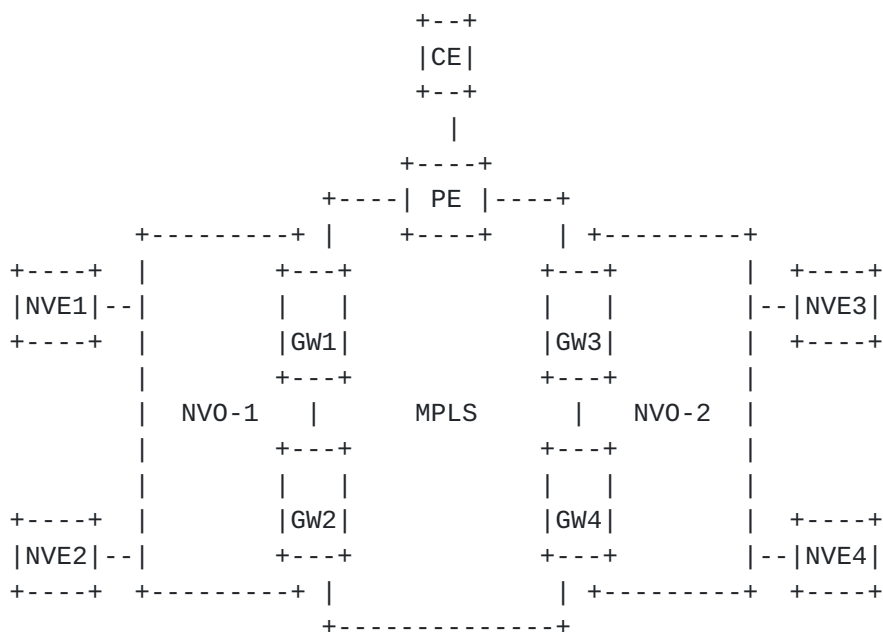 CE
PE
NVE1 NVE3
GW1 GW3
NVO-1 MPLS NVO-2
GW2 GW4
NVE2 NVE4